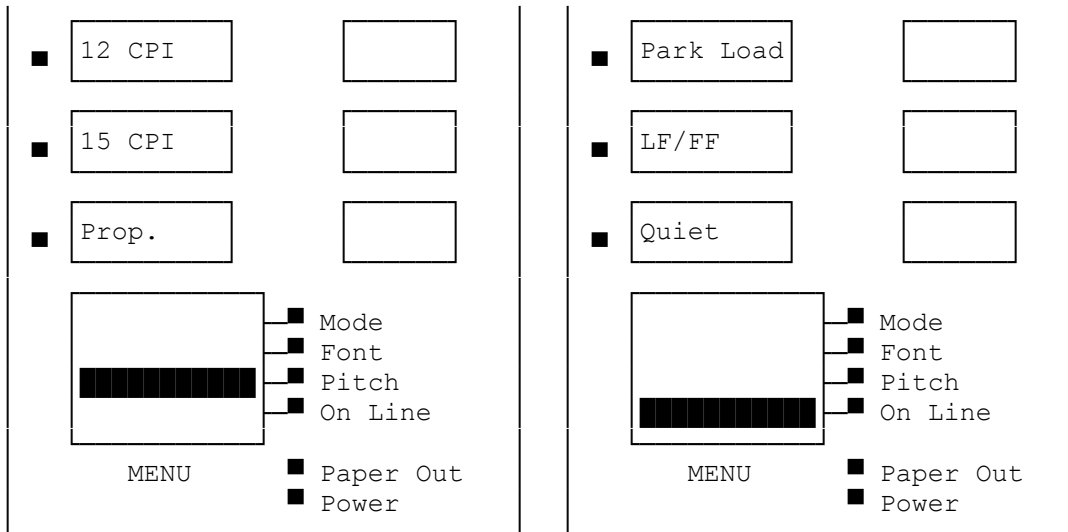 12 CPI
15 CPI
Prop.
Mode
Font
Pitch
On Line
MENU
Paper Out
Power
Park Load
LF/FF
Quiet
Mode
Font
Pitch
On Line
MENU
Paper Out
Power